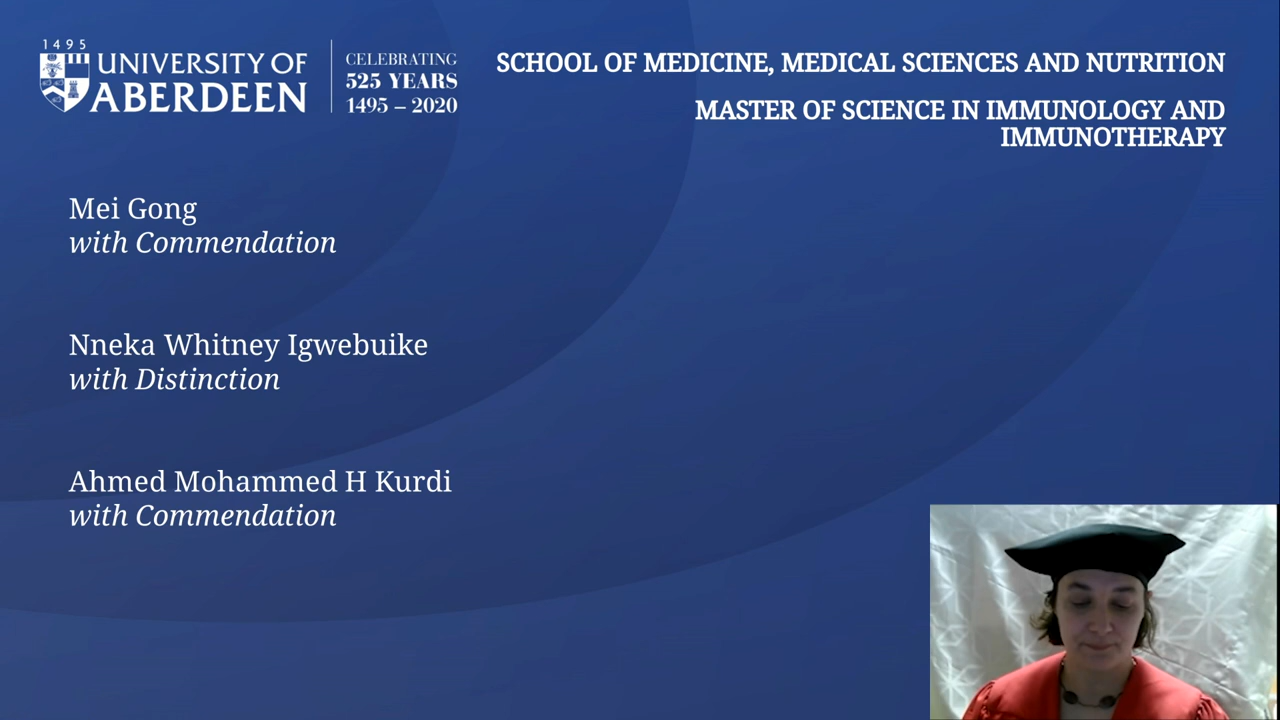 1495
UNIVERSITY OF
ABERDEEN
CELEBRATING
525 YEARS
1495 – 2020
SCHOOL OF MEDICINE, MEDICAL SCIENCES AND NUTRITION
MASTER OF SCIENCE IN IMMUNOLOGY AND
IMMUNOTHERAPY
Mei Gong
with Commendation
Nneka Whitney Igwebuike
with Distinction
Ahmed Mohammed H Kurdi
with Commendation